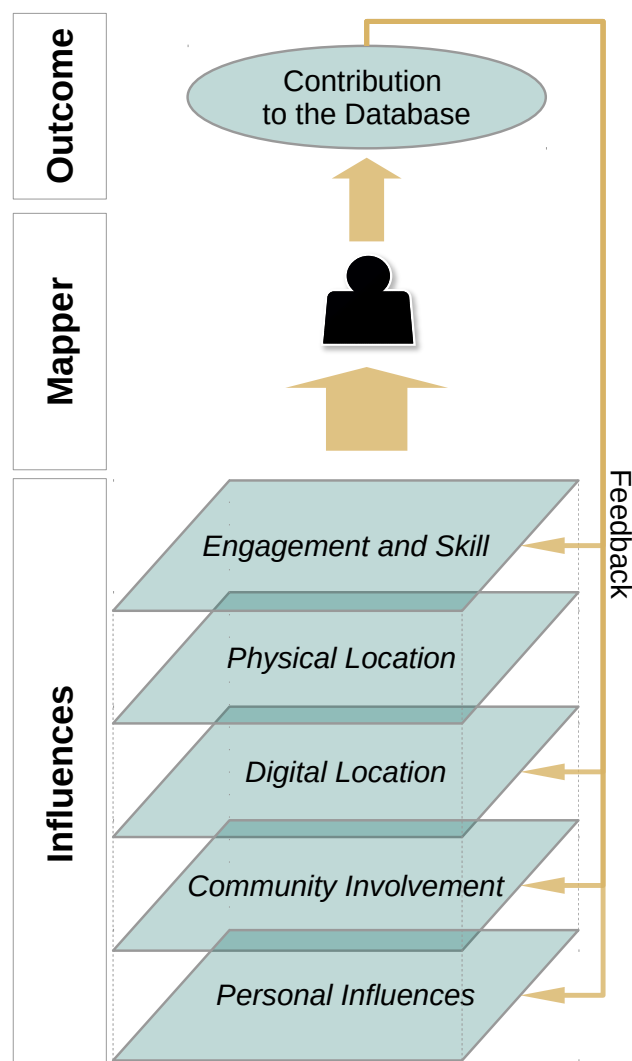 Outcome
Contribution
to the Database
Mapper
Influences
Engagement and Skill
Physical Location
Digital Location
Community Involvement
Personal Influences
Feedback